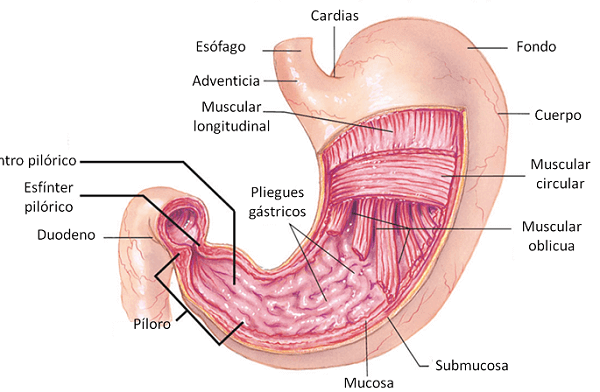 Cardias
Esófago
Fondo
Adventicia
Muscular
longitudinal
Cuerpo
ntro pilórico
Muscular
circular
Esfínter
pilórico
Pliegues
gástricos
Duodeno
Muscular
oblicua
Píloro
Submucosa
Mucosa